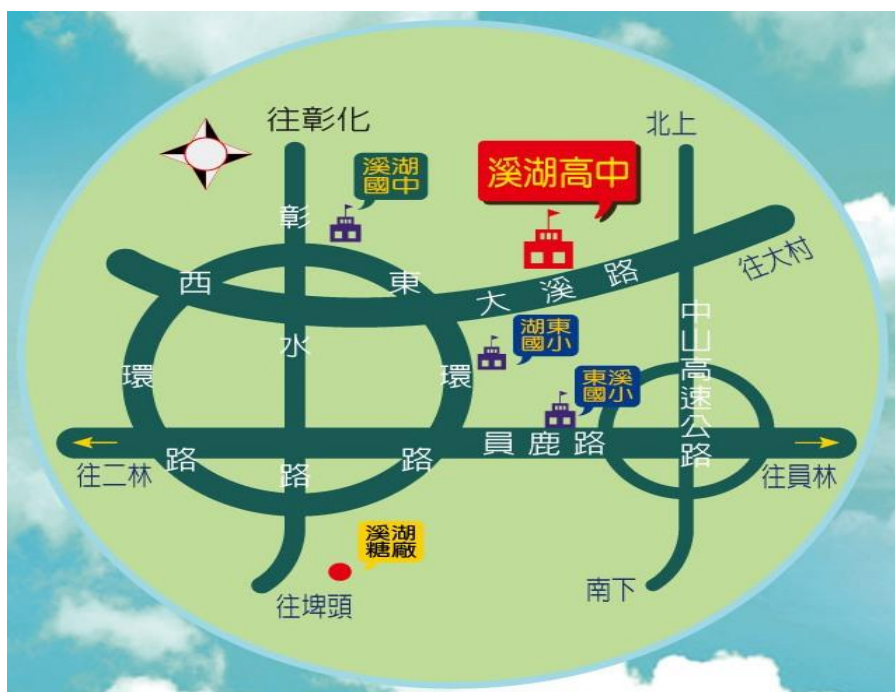 往彰化
北上
溪湖
國中
溪湖高中
彰水路
西環路
東環路
大溪路
往大村
中山高速公路
湖東
國小
東溪
國小
員鹿路
往二林
往員林
溪湖
糖廠
往埤頭
南下